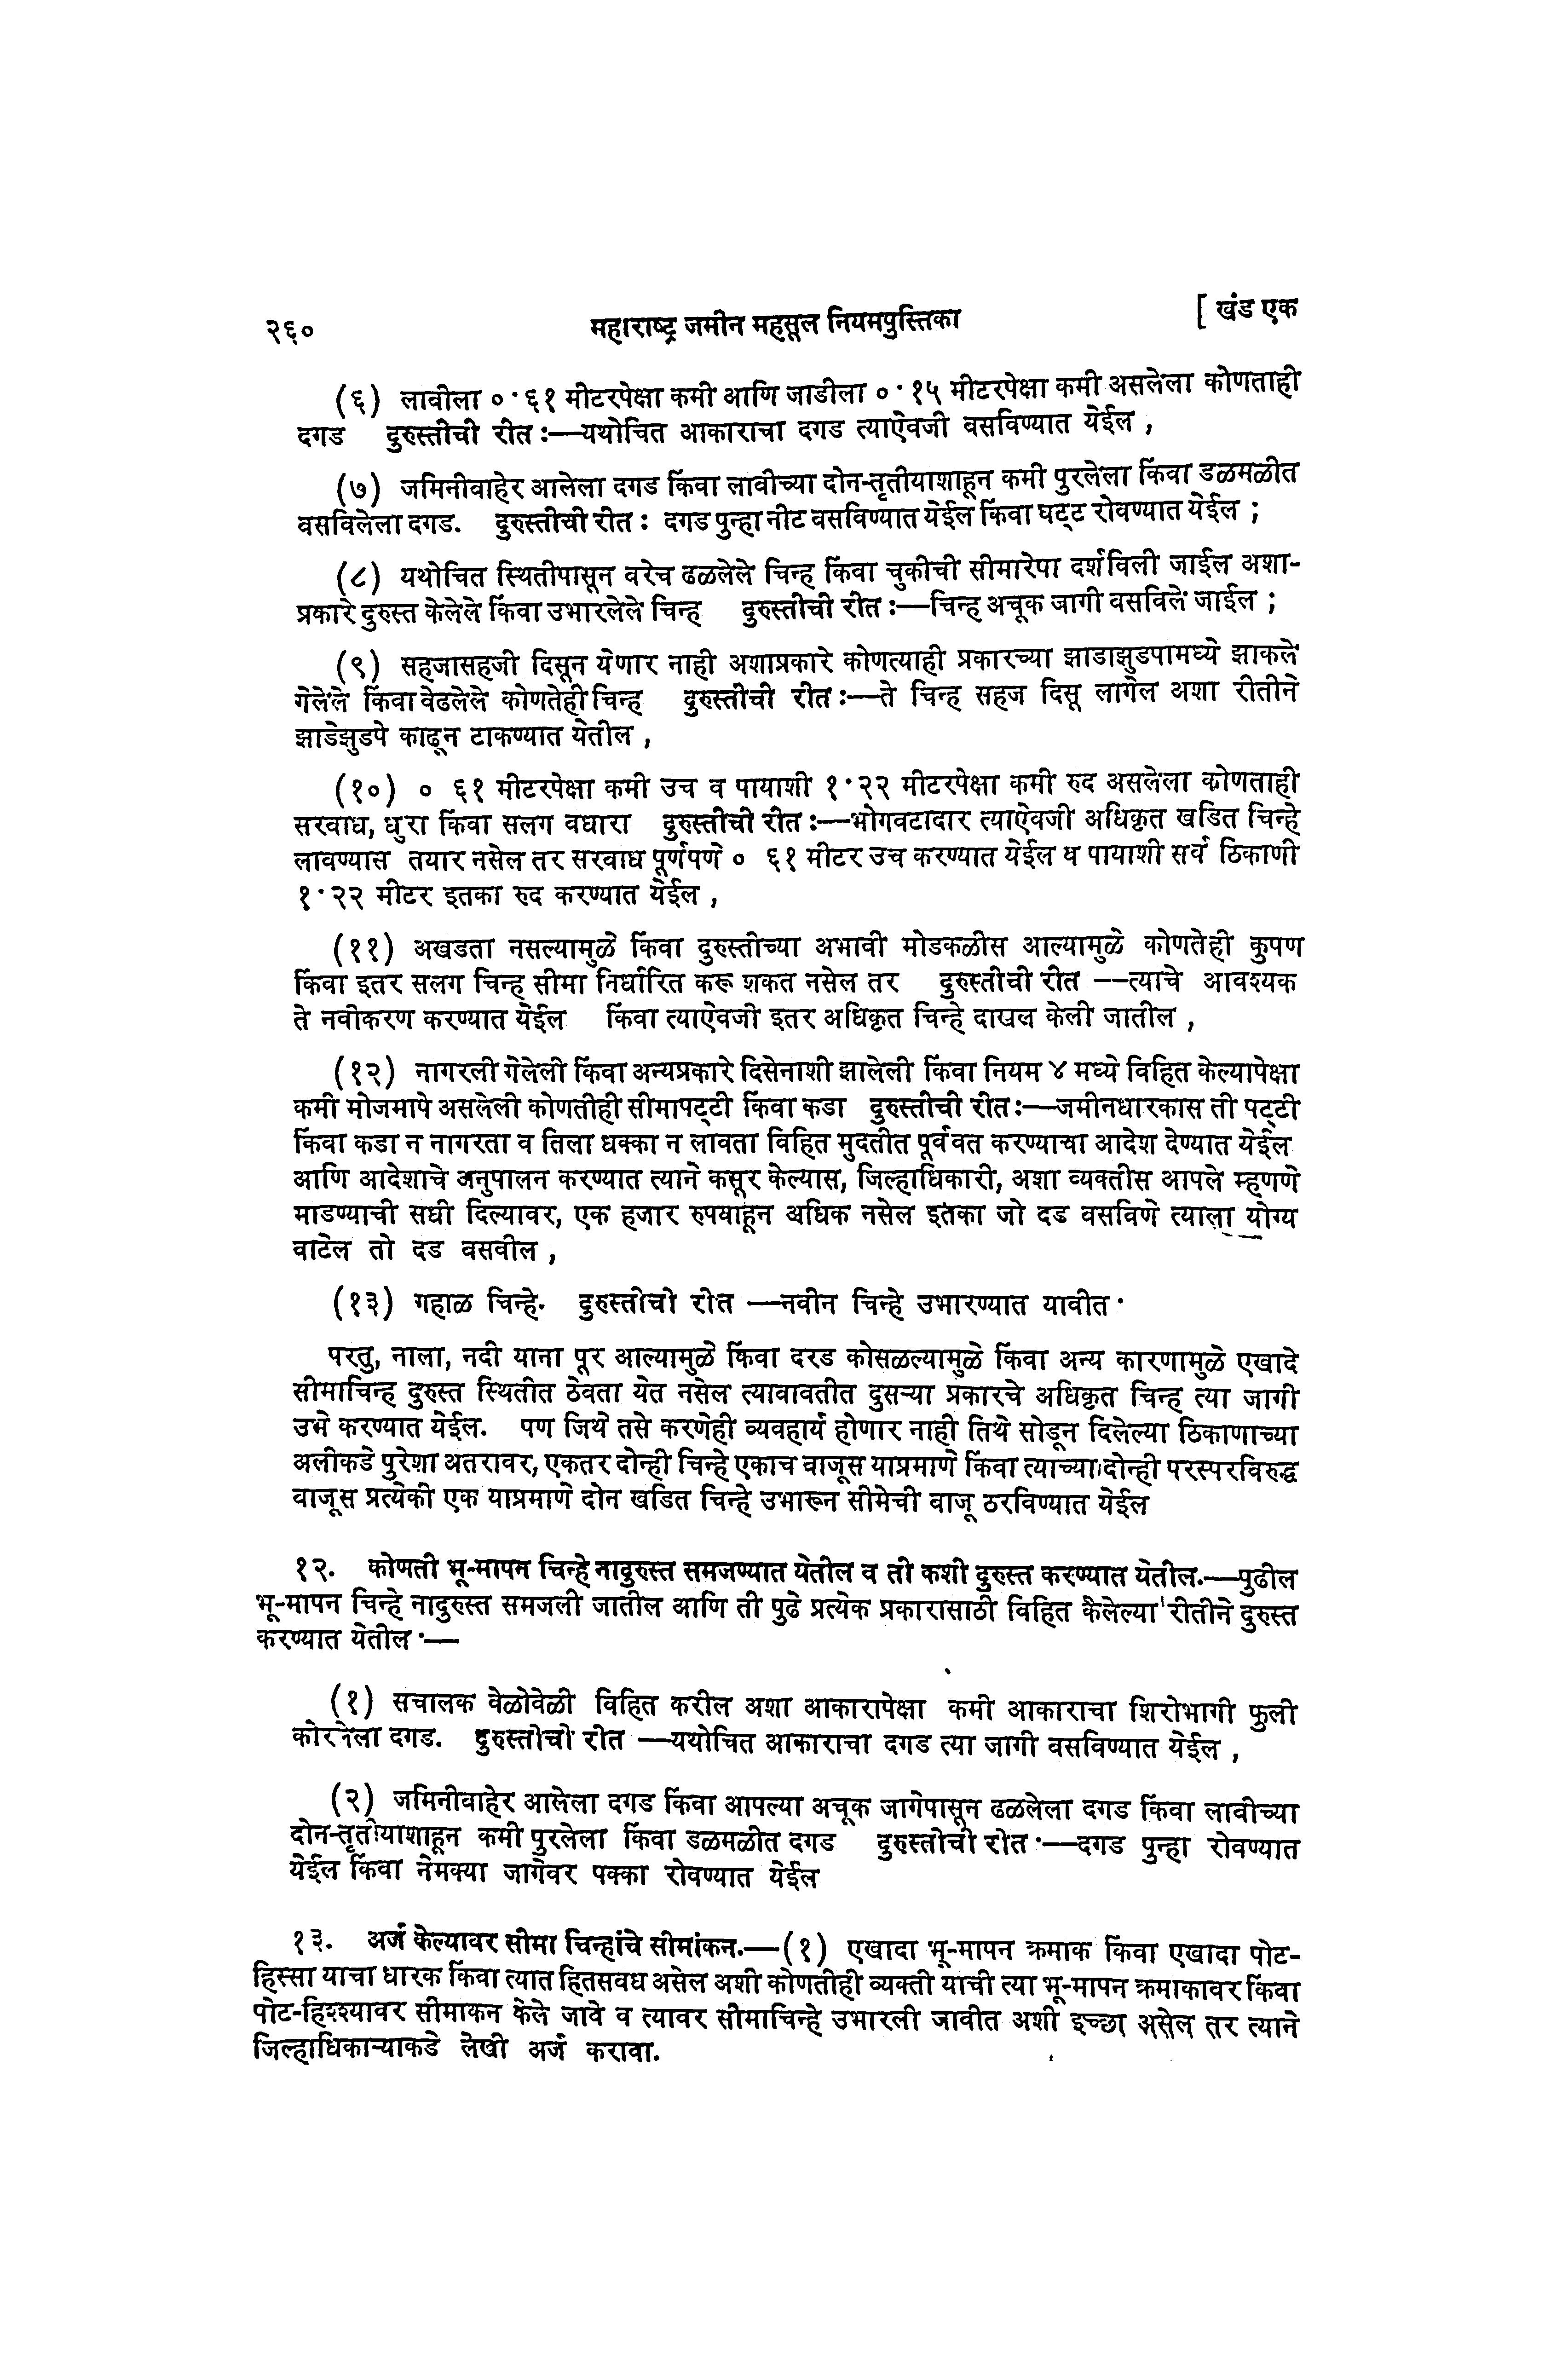 २६०
महाराष्ट्र जमीन महसूल नियमपुस्तिका
[ खंड एक
(६) लावीला ०·६१ मीटरपेक्षा कमी आणि जाडीला ०·१५ मीटरपेक्षा कमी असलेला कोणताही
दगड दुरुस्तीची रीत :—यथोचित आकाराचा दगड त्याऐवजी वसविण्यात येईल ,
(७) जमिनीवाहेर आलेला दगड किंवा लावीच्या दोन-तृतीयाशाहून कमी पुरलेला किंवा डळमळीत
वसविलेला दगड. दुरुस्तीची रीत : दगड पुन्हा नीट वसविण्यात येईल किंवा घट्ट रोवण्यात येईल ;
(८) यथोचित स्थितीपासून वरेच ढळलेले चिन्ह किंवा चुकीची सीमारेषा दर्शविली जाईल अशा-
प्रकारे दुरुस्त केलेले किंवा उभारलेले चिन्ह दुरुस्तीची रीत :—चिन्ह अचूक जागी वसविले जाईल ;
(९) सहजासहजी दिसून येणार नाही अशाप्रकारे कोणत्याही प्रकारच्या झाडाझुडपामध्ये झाकले
गेलेले किंवा वेढलेले कोणतेही चिन्ह दुरुस्तीची रीत :—ते चिन्ह सहज दिसू लागेल अशा रीतीने
झाडेझुडपे काढून टाकण्यात येतील ,
(१०) ० ६१ मीटरपेक्षा कमी उच व पायाशी १·२२ मीटरपेक्षा कमी रुद असलेला कोणताही
सरवाध, धुरा किंवा सलग वधारा दुरुस्तीची रीत :—भोगवटादार त्याऐवजी अधिकृत खडित चिन्हे
लावण्यास तयार नसेल तर सरवाध पूर्णपणे ० ६१ मीटर उच करण्यात येईल व पायाशी सर्व ठिकाणी
१·२२ मीटर इतका रुद करण्यात येईल ,
(११) अखडता नसल्यामुळे किंवा दुरुस्तीच्या अभावी मोडकळीस आल्यामुळे कोणतेही कुपण
किंवा इतर सलग चिन्ह सीमा निर्धारित करू शकत नसेल तर दुरुस्तीची रीत —त्याचे आवश्यक
ते नवीकरण करण्यात येईल किंवा त्याऐवजी इतर अधिकृत चिन्हे दाखल केली जातील ,
(१२) नागरली गेलेली किंवा अन्यप्रकारे दिसेनाशी झालेली किंवा नियम ४ मध्ये विहित केल्यापेक्षा
कमी मोजमापे असलेली कोणतीही सीमापट्टी किंवा कडा दुरुस्तीची रीत :—जमीनधारकास ती पट्टी
किंवा कडा न नागरता व तिला धक्का न लावता विहित मुदतीत पूर्ववत करण्याचा आदेश देण्यात येईल
आणि आदेशाचे अनुपालन करण्यात त्याने कसूर केल्यास, जिल्हाधिकारी, अशा व्यक्तीस आपले म्हणणे
माडण्याची सधी दिल्यावर, एक हजार रुपयाहून अधिक नसेल इतका जो दड वसविणे त्याला योग्य
वाटेल तो दड वसवील ,
(१३) गहाळ चिन्हे. दुरुस्तीची रीत —नवीन चिन्हे उभारण्यात यावीत ·
परतु, नाला, नदी याना पूर आल्यामुळे किंवा दरड कोसळल्यामुळे किंवा अन्य कारणामुळे एखादे
सीमाचिन्ह दुरुस्त स्थितीत ठेवता येत नसेल त्यावावतीत दुसऱ्या प्रकारचे अधिकृत चिन्ह त्या जागी
उभे करण्यात येईल. पण जिथे तसे करणेही व्यवहार्य होणार नाही तिथे सोडून दिलेल्या ठिकाणाच्या
अलीकडे पुरेशा अतरावर, एकतर दोन्ही चिन्हे एकाच वाजूस याप्रमाणे किंवा त्याच्या दोन्ही परस्परविरुद्ध
वाजूस प्रत्येकी एक याप्रमाणे दोन खडित चिन्हे उभारून सीमेची वाजू ठरविण्यात येईल
१२. कोणती भू-मापन चिन्हे नादुरुस्त समजण्यात येतील व ती कशी दुरुस्त करण्यात येतील.—पुढील
भू-मापन चिन्हे नादुरुस्त समजली जातील आणि ती पुढे प्रत्येक प्रकारासाठी विहित केलेल्या रीतीने दुरुस्त
करण्यात येतील ·—
(१) सचालक वेळोवेळी विहित करील अशा आकारापेक्षा कमी आकाराचा शिरोभागी फुली
कोरलेला दगड. दुरुस्तीची रीत —यथोचित आकाराचा दगड त्या जागी वसविण्यात येईल ,
(२) जमिनीवाहेर आलेला दगड किंवा आपल्या अचूक जागेपासून ढळलेला दगड किंवा लावीच्या
दोन-तृतीयाशाहून कमी पुरलेला किंवा डळमळीत दगड दुरुस्तीची रीत ·—दगड पुन्हा रोवण्यात
येईल किंवा नेमक्या जागेवर पक्का रोवण्यात येईल
१३. अर्ज केल्यावर सीमा चिन्हांचे सीमांकन.—(१) एखादा भू-मापन क्रमाक किंवा एखादा पोट-
हिस्सा याचा धारक किंवा त्यात हितसवध असेल अशी कोणतीही व्यक्ती याची त्या भू-मापन क्रमाकावर किंवा
पोट-हिश्श्यावर सीमाकन केले जावे व त्यावर सीमाचिन्हे उभारली जावीत अशी इच्छा असेल तर त्याने
जिल्हाधिकाऱ्याकडे लेखी अर्ज करावा.